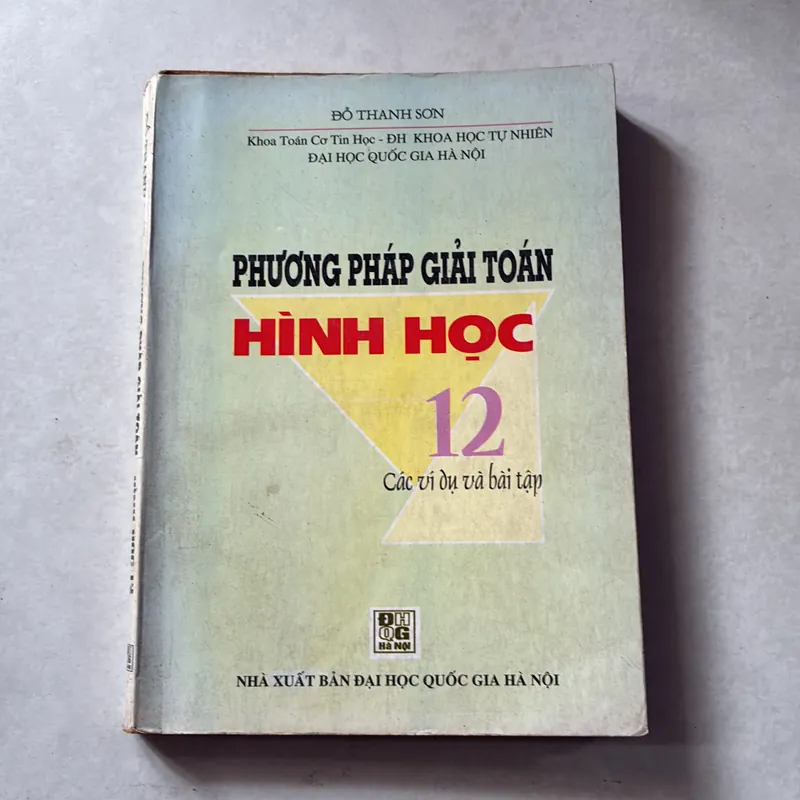 ĐỖ THANH SƠN
Khoa Toán Cơ Tin Học - ĐH KHOA HỌC TỰ NHIÊN
ĐẠI HỌC QUỐC GIA HÀ NỘI
PHƯƠNG PHÁP GIẢI TOÁN
HÌNH HỌC
12
Các ví dụ và bài tập
ĐH
QG
Hà Nội
NHÀ XUẤT BẢN ĐẠI HỌC QUỐC GIA HÀ NỘI